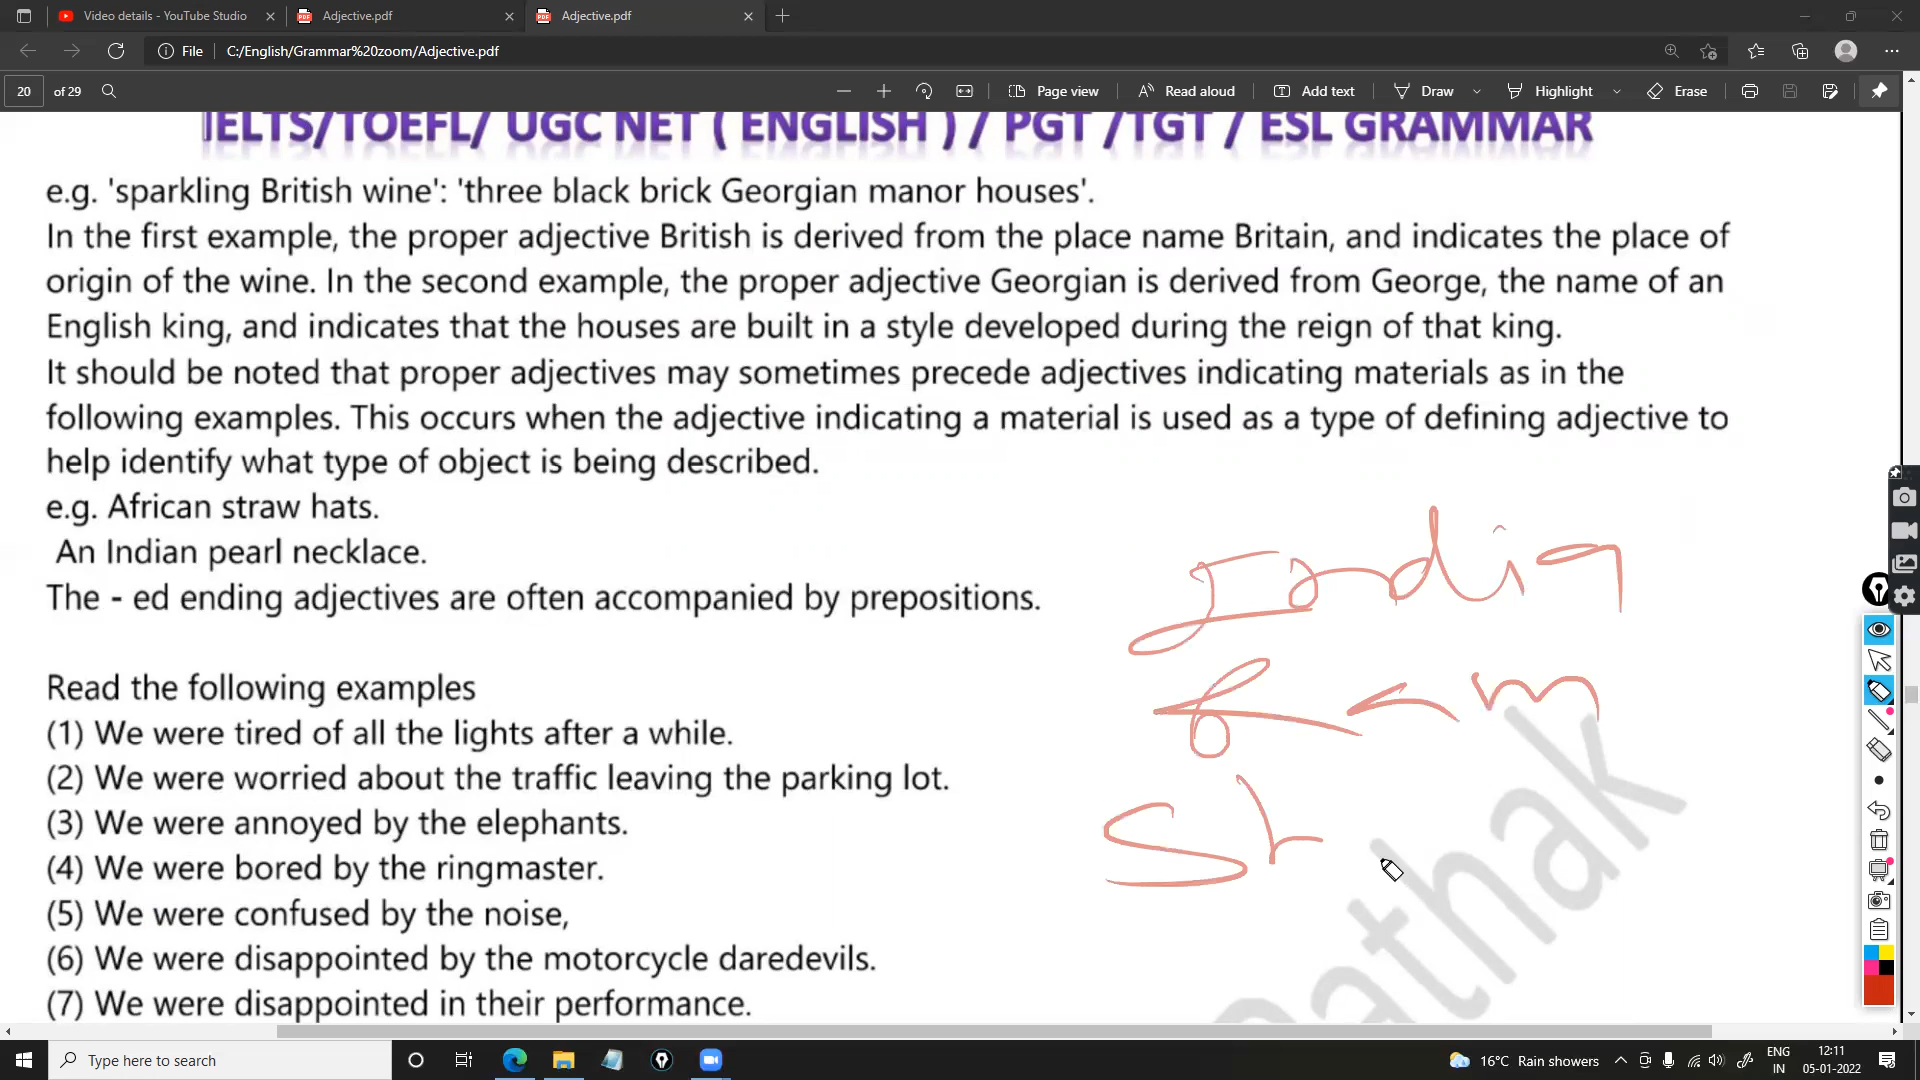 Video details - YouTube Studio
Adjective.pdf
Adjective.pdf
File
C:/English/Grammar%20zoom/Adjective.pdf
20 of 29
Page view
Read aloud
Add text
Draw
Highlight
Erase
IELTS/TOEFL/ UGC NET ( ENGLISH ) / PGT /TGT / ESL GRAMMAR
e.g. 'sparkling British wine': 'three black brick Georgian manor houses'.
In the first example, the proper adjective British is derived from the place name Britain, and indicates the place of
origin of the wine. In the second example, the proper adjective Georgian is derived from George, the name of an
English king, and indicates that the houses are built in a style developed during the reign of that king.
It should be noted that proper adjectives may sometimes precede adjectives indicating materials as in the
following examples. This occurs when the adjective indicating a material is used as a type of defining adjective to
help identify what type of object is being described.
e.g. African straw hats.
An Indian pearl necklace.
The - ed ending adjectives are often accompanied by prepositions.
India
Read the following examples
(1) We were tired of all the lights after a while.
(2) We were worried about the traffic leaving the parking lot.
(3) We were annoyed by the elephants.
(4) We were bored by the ringmaster.
(5) We were confused by the noise,
(6) We were disappointed by the motorcycle daredevils.
(7) We were disappointed in their performance.
athak
Type here to search
16°C Rain showers
ENG
IN
12:11
05-01-2022